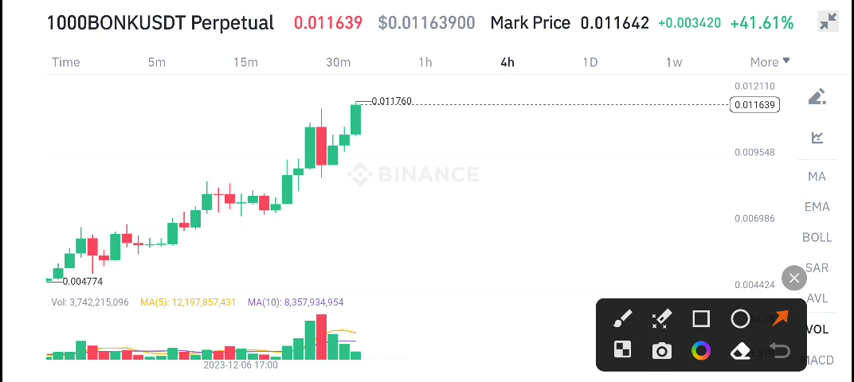 1000BONKUSDT Perpetual 0.011639 $0.01163900 Mark Price 0.011642 +0.003420 +41.61%
Time 5m 15m 30m 1h 4h 1D 1w More
0.012110
0.011760
0.011639
0.009548
BINANCE
MA
EMA
0.006986
BOLL
SAR
0.004774
0.004424
AVL
Vol: 3,742,215,096 MA(5): 12,197,857,431 MA(10): 8,357,934,954
VOL
MACD
2023-12-06 17:00